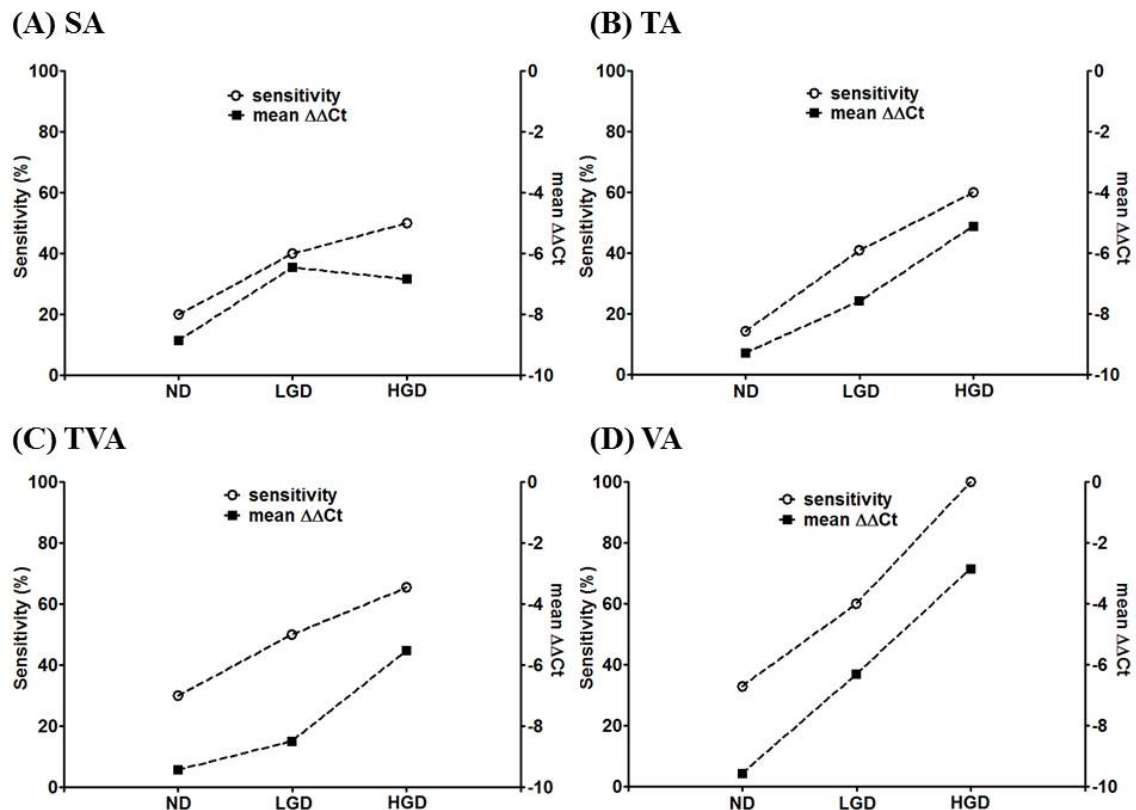 (A) SA
100
80
60
40
20
0
Sensitivity (%)
sensitivity
mean ΔΔCt
0
-2
-4
-6
-8
-10
mean ΔΔCt
ND LGD HGD
(B) TA
100
80
60
40
20
0
Sensitivity (%)
sensitivity
mean ΔΔCt
0
-2
-4
-6
-8
-10
mean ΔΔCt
ND LGD HGD
(C) TVA
100
80
60
40
20
0
Sensitivity (%)
sensitivity
mean ΔΔCt
0
-2
-4
-6
-8
-10
mean ΔΔCt
ND LGD HGD
(D) VA
100
80
60
40
20
0
Sensitivity (%)
sensitivity
mean ΔΔCt
0
-2
-4
-6
-8
-10
mean ΔΔCt
ND LGD HGD